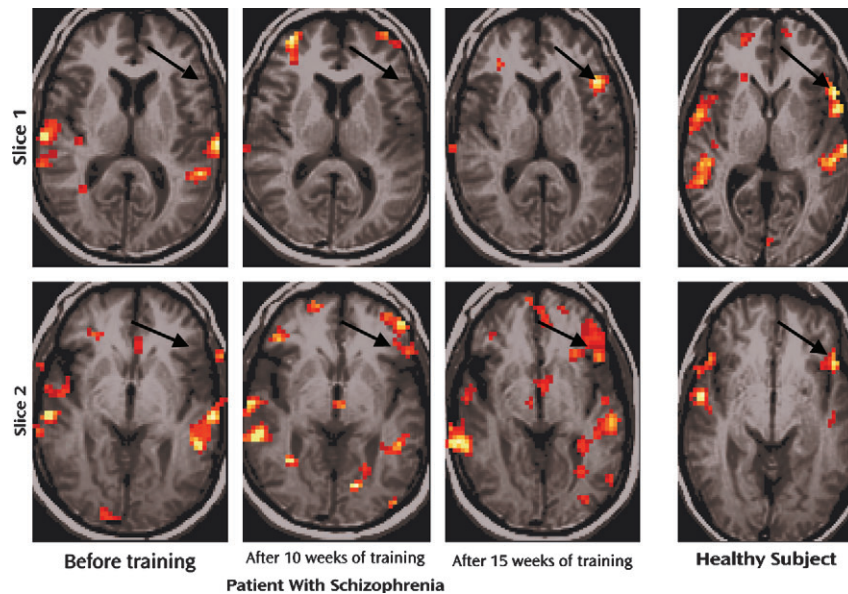 Slice 1
Slice 2
Before training
After 10 weeks of training
After 15 weeks of training
Healthy Subject
Patient With Schizophrenia